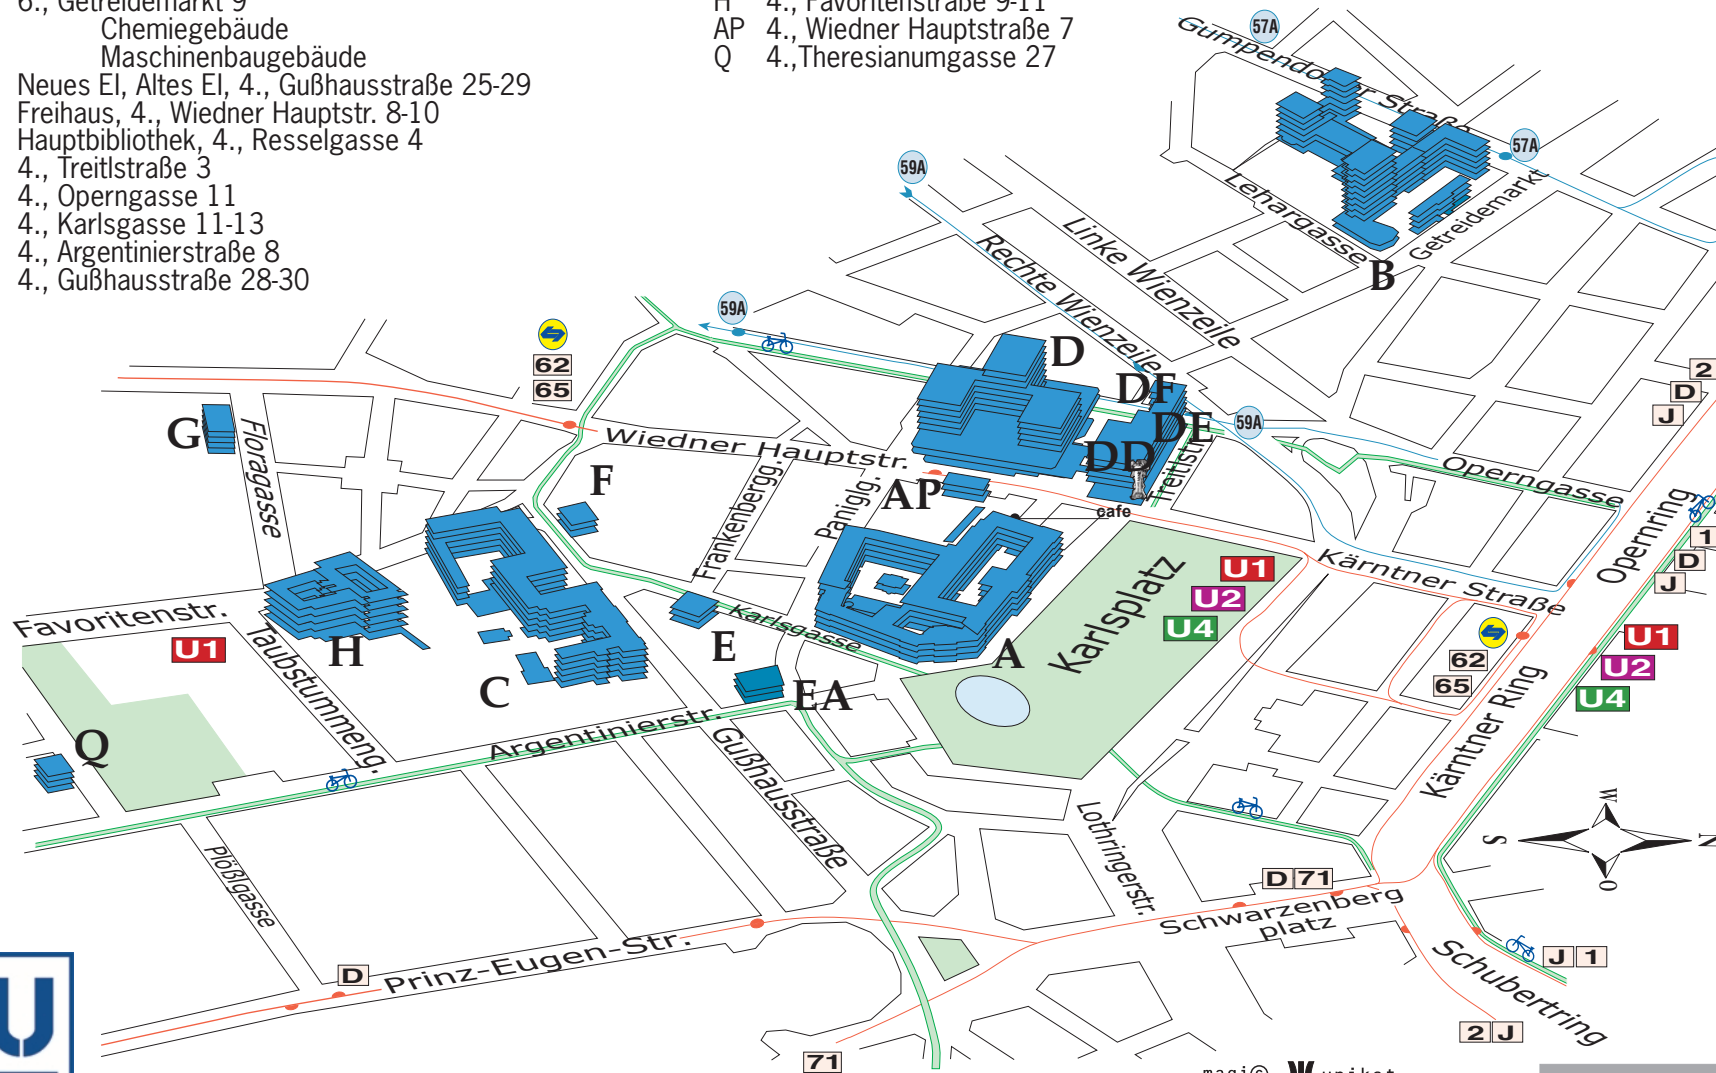 6., Getreidemarkt 9
Chemiegebäude
Maschinenbaugebäude
Neues EI, Altes EI, 4., Gußhausstraße 25-29
Freihaus, 4., Wiedner Hauptstr. 8-10
Hauptbibliothek, 4., Resselgasse 4
4., Treitlstraße 3
4., Operngasse 11
4., Karlsgasse 11-13
4., Argentinierstraße 8
4., Gußhausstraße 28-30
H 4., Favoritenstraße 9-11
AP 4., Wiedner Hauptstraße 7
Q 4.,Theresianumgasse 27
57A
Gumpendorfer Straße
57A
59A
Lehargasse
Getreidemarkt
B
Linke Wienzeile
Rechte Wienzeile
59A
62
65
D
DF
DE
DD
59A
2
D
J
G
Floragasse
Wiedner Hauptstr.
F
Frankenbergg.
Paniglg.
AP
Treitlstr.
cafe
Operngasse
Opernring
1
D
J
Karlsplatz
U1
U2
U4
Kärntner Straße
Favoritenstr.
U1
H
Taubstummeng.
C
E
Karlsgasse
A
EA
62
65
U1
U2
U4
Kärntner Ring
Q
Argentinierstr.
Gußhausstraße
Lothringerstr.
W
S
N
O
Plößlgasse
D 71
Schwarzenberg
platz
Prinz-Eugen-Str.
D
Schubertring
J 1
2 J
71
U
magi© unikat